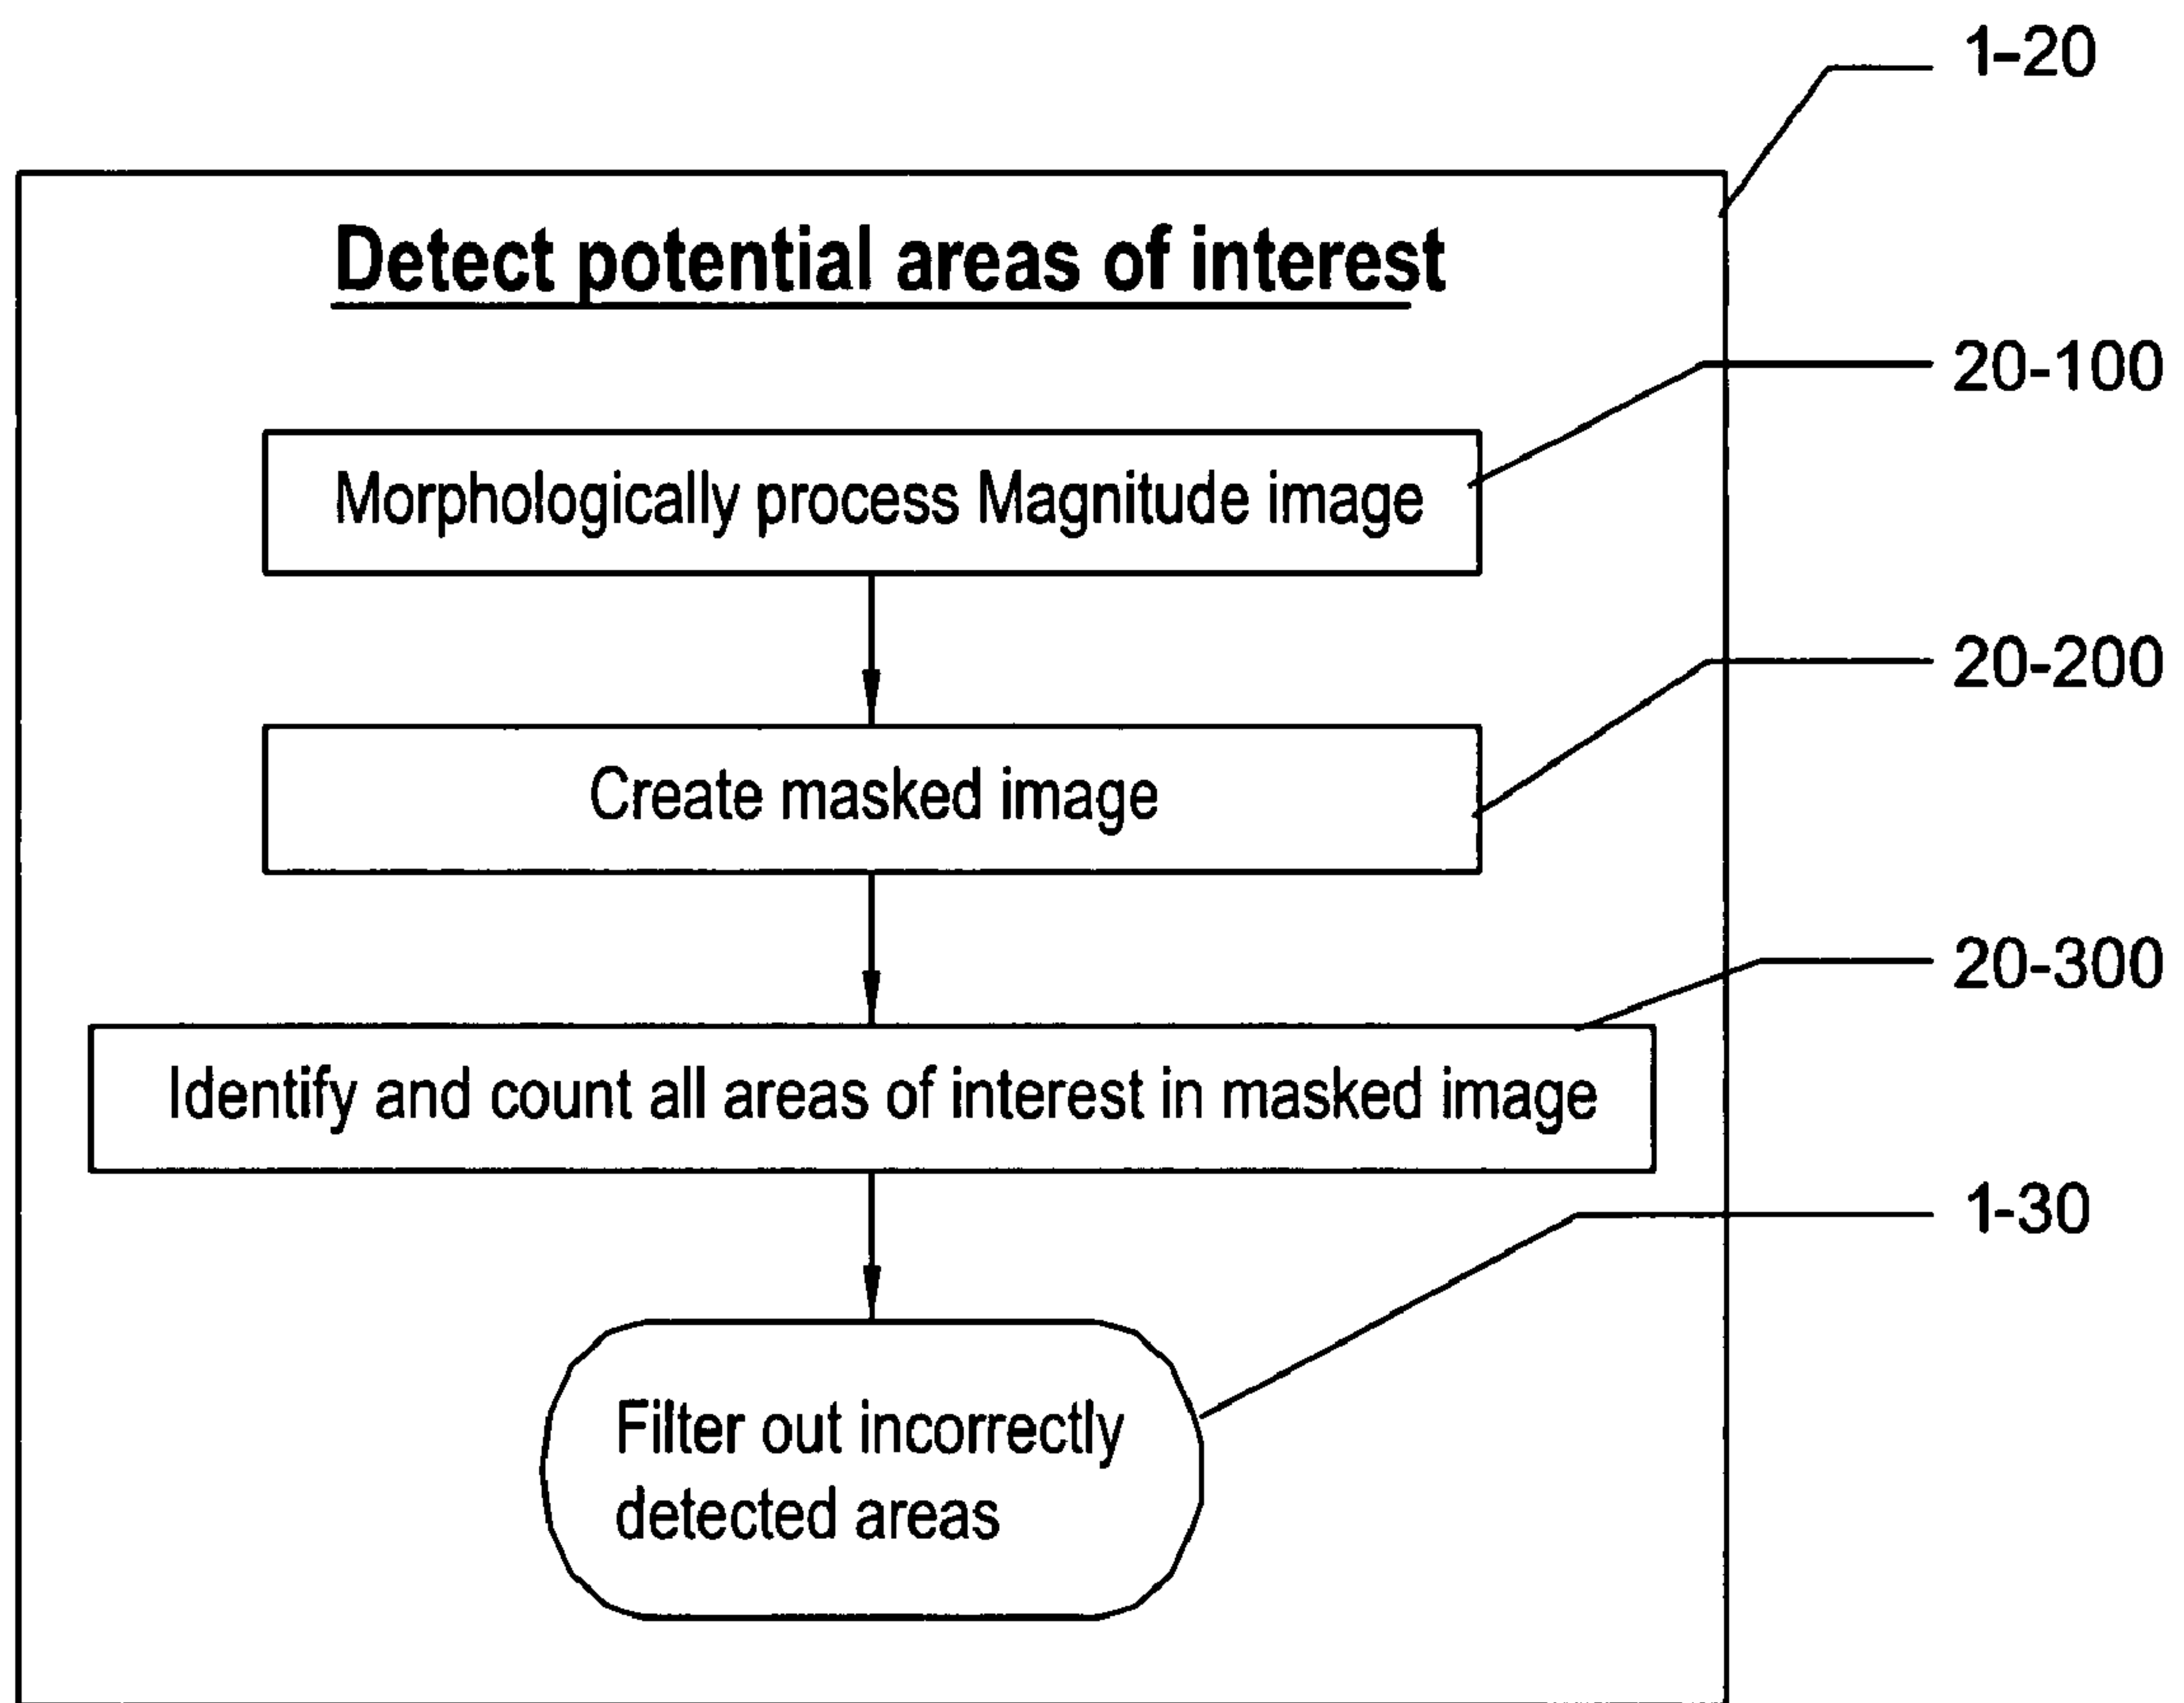 1-20
Detect potential areas of interest
20-100
Morphologically process Magnitude image
20-200
Create masked image
20-300
Identify and count all areas of interest in masked image
1-30
Filter out incorrectly
detected areas